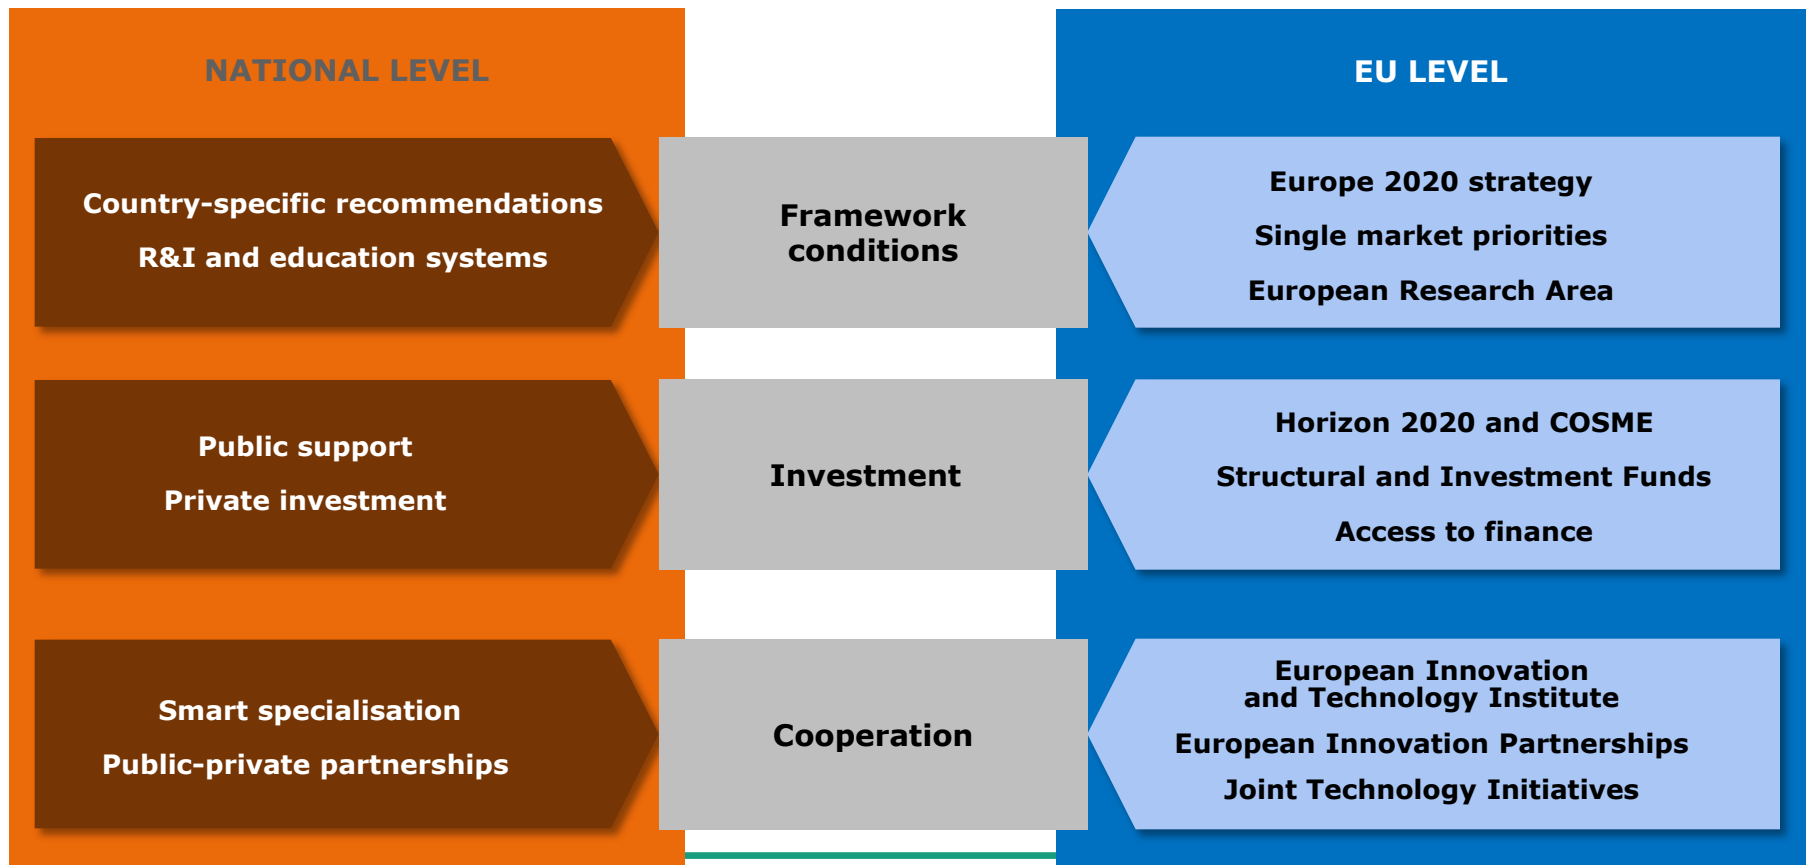 NATIONAL LEVEL
EU LEVEL
Country-specific recommendations
R&I and education systems
Framework
conditions
Europe 2020 strategy
Single market priorities
European Research Area
Public support
Private investment
Investment
Horizon 2020 and COSME
Structural and Investment Funds
Access to finance
Smart specialisation
Public-private partnerships
Cooperation
European Innovation
and Technology Institute
European Innovation Partnerships
Joint Technology Initiatives